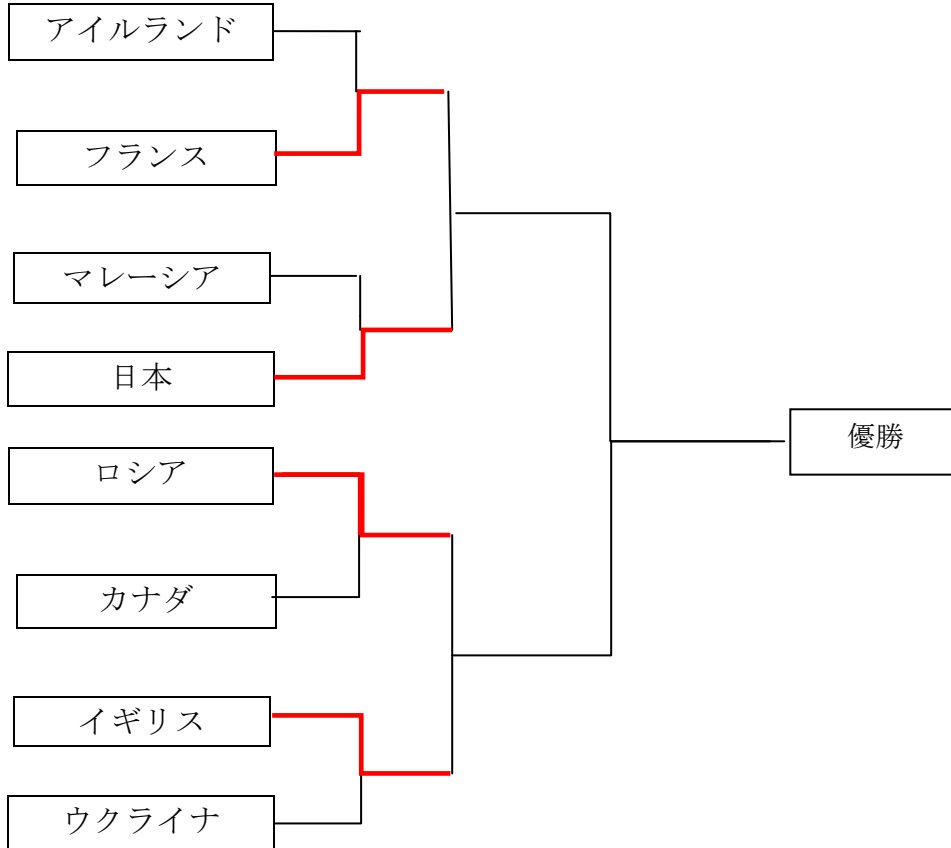 アイルランド
フランス
マレーシア
日本
ロシア
カナダ
イギリス
ウクライナ
優勝